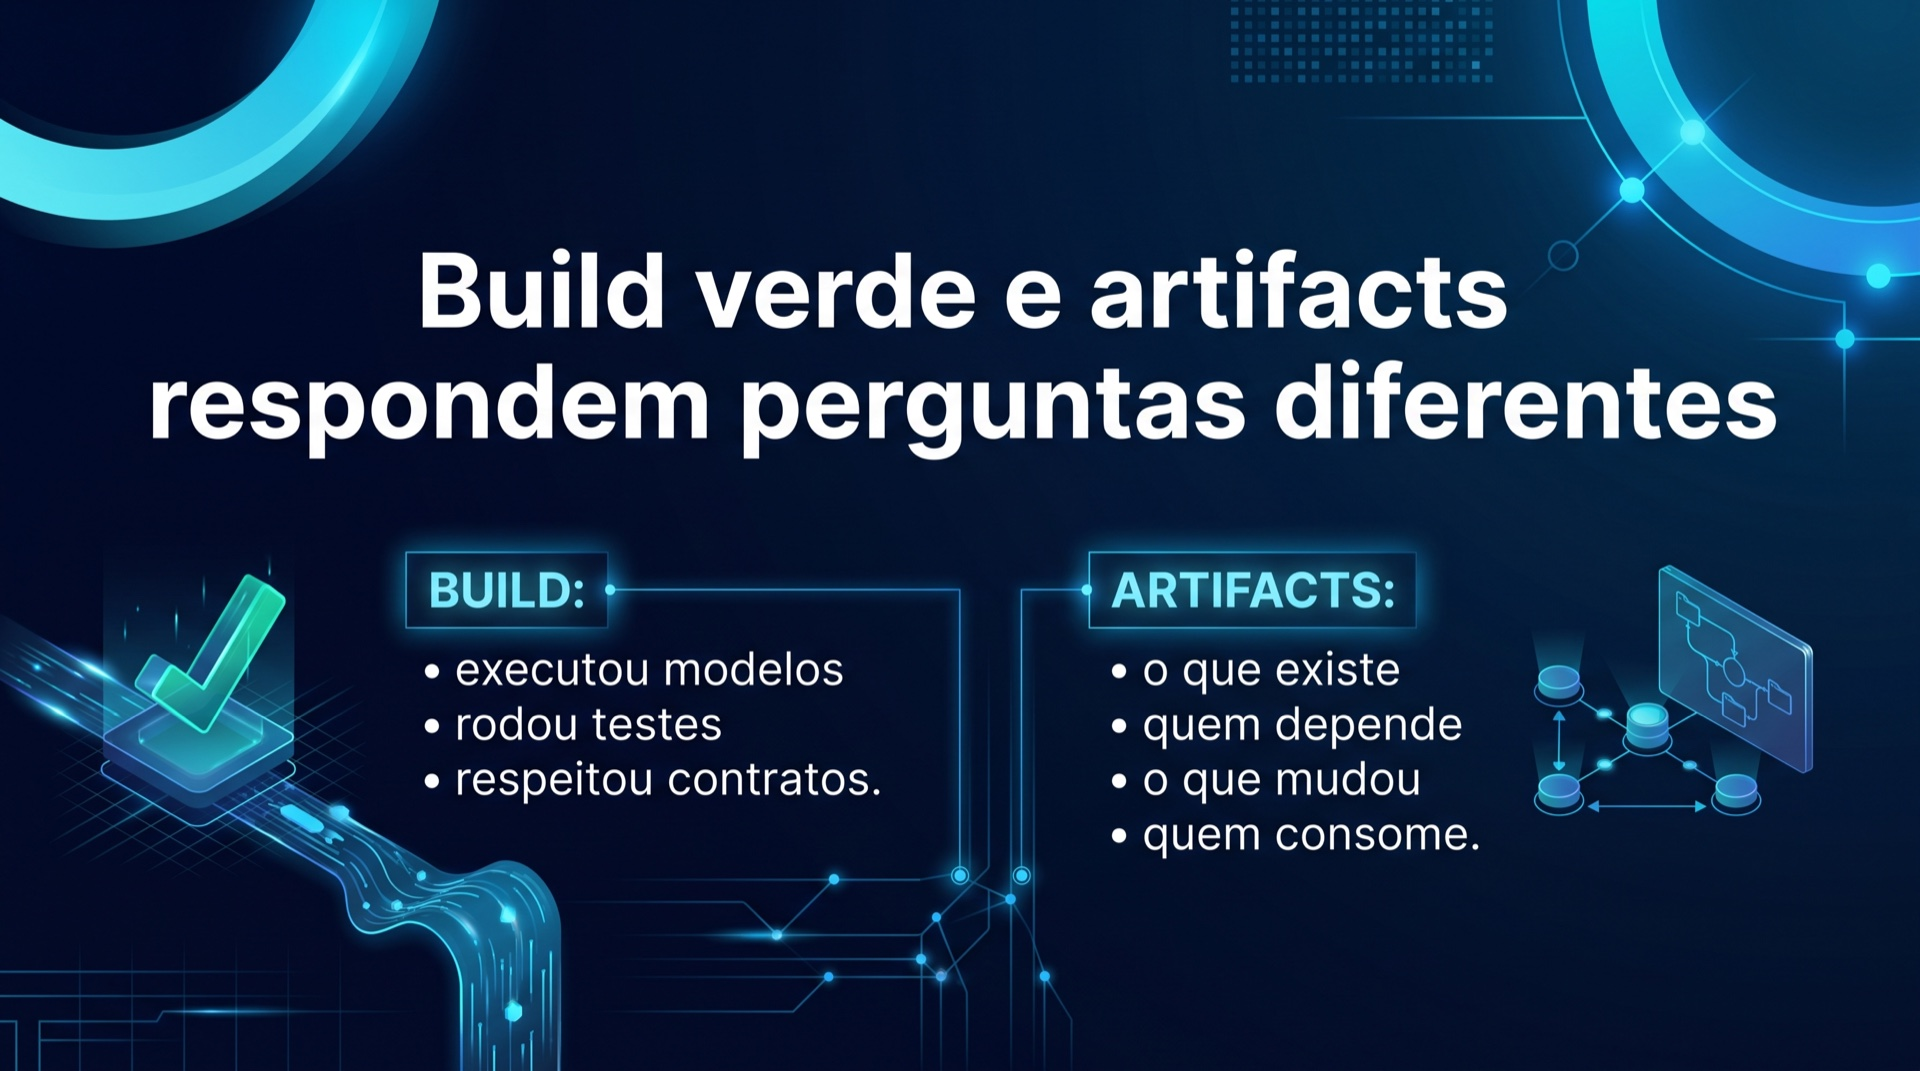 Build verde e artifacts
respondem perguntas diferentes
BUILD:
• executou modelos
• rodou testes
• respeitou contratos.
ARTIFACTS:
• o que existe
• quem depende
• o que mudou
• quem consome.